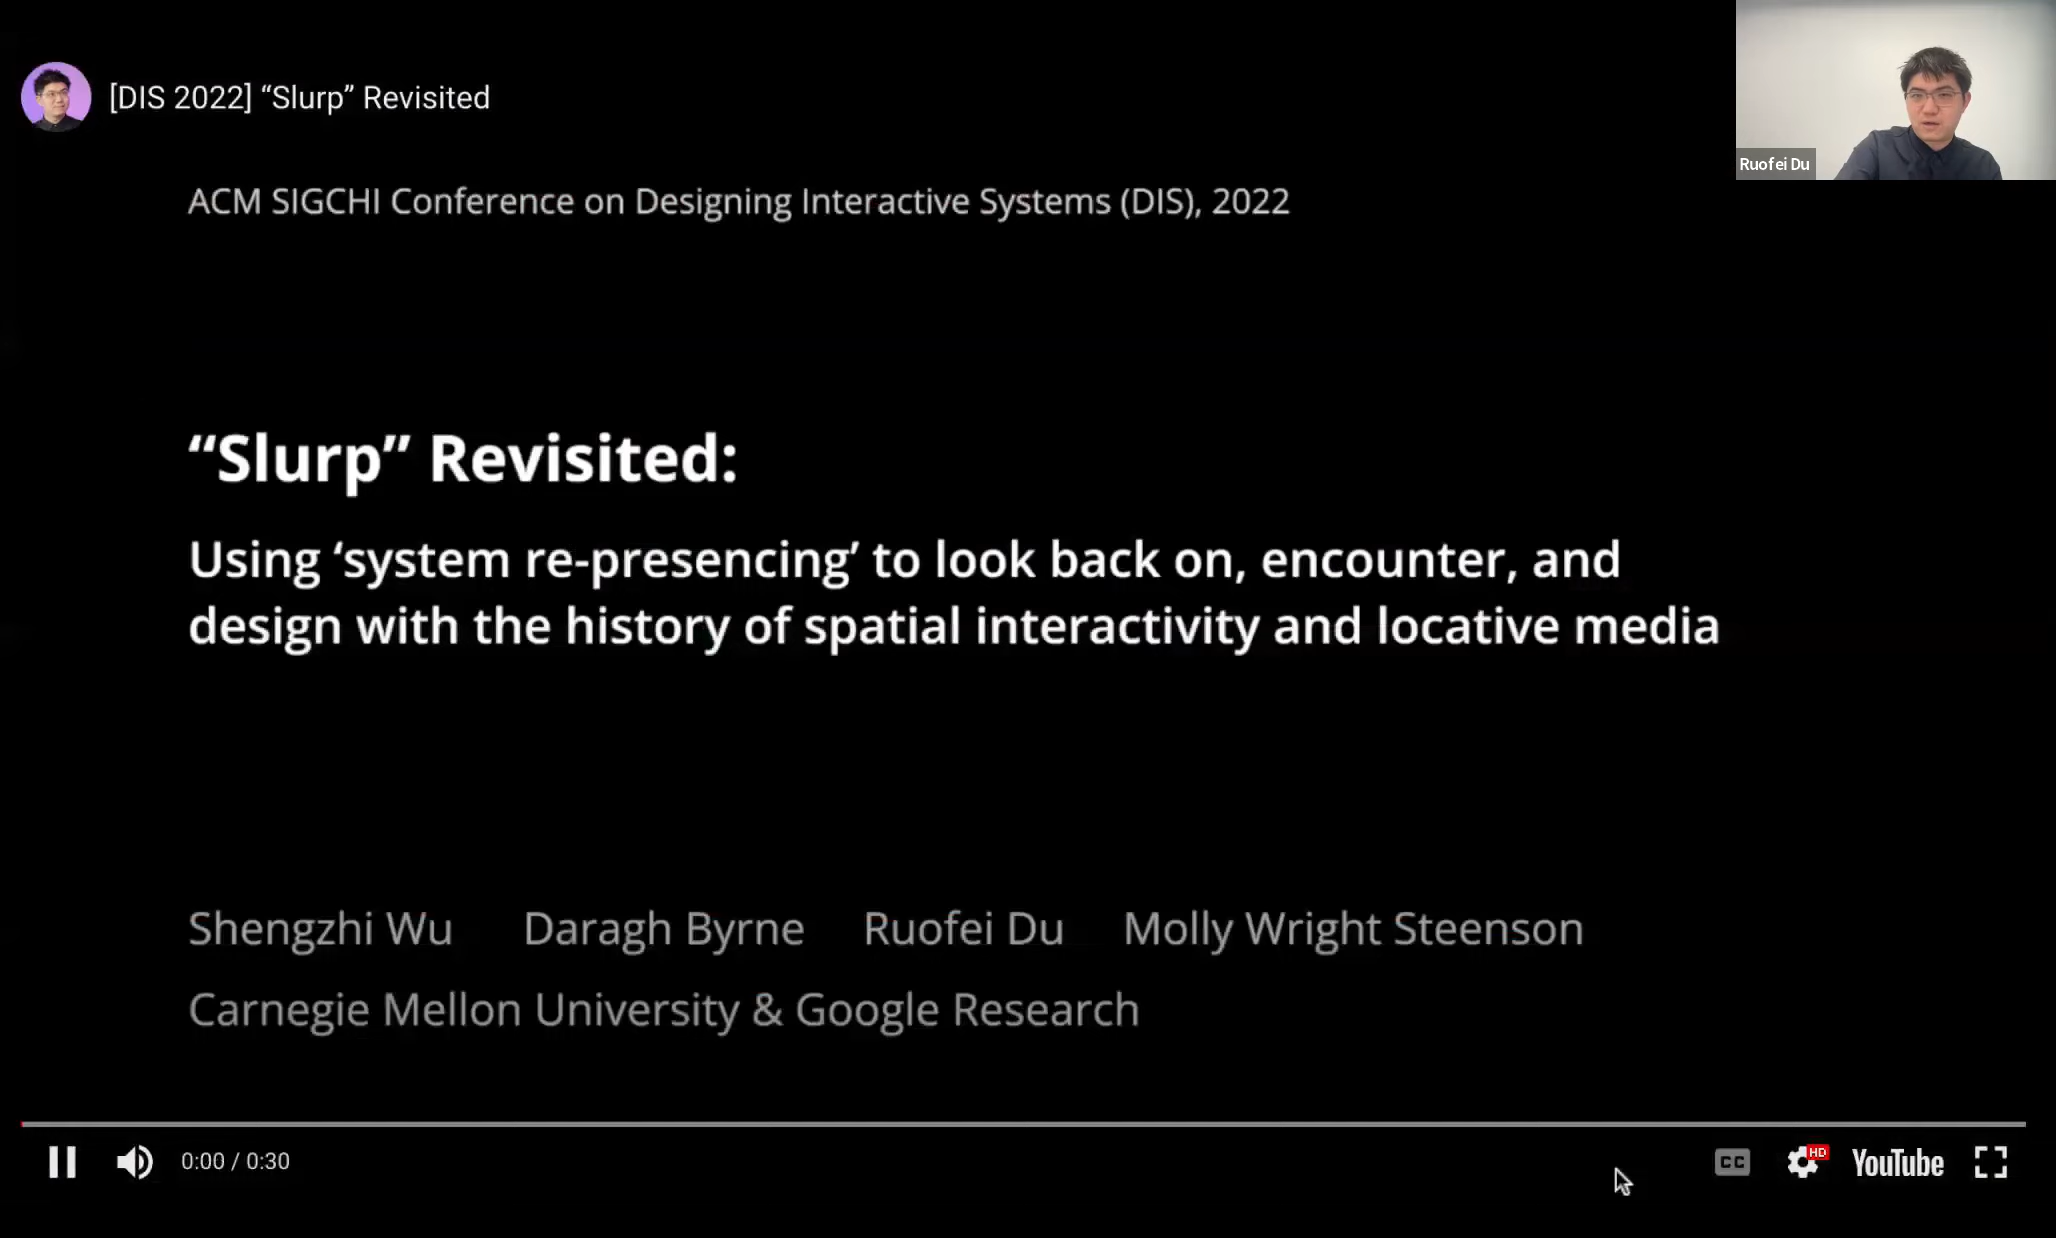 [DIS 2022] “Slurp” Revisited
Ruofei Du
ACM SIGCHI Conference on Designing Interactive Systems (DIS), 2022
“Slurp” Revisited:
Using ‘system re-presencing’ to look back on, encounter, and
design with the history of spatial interactivity and locative media
Shengzhi Wu Daragh Byrne Ruofei Du Molly Wright Steenson
Carnegie Mellon University & Google Research
0:00 / 0:30
CC
HD
YouTube